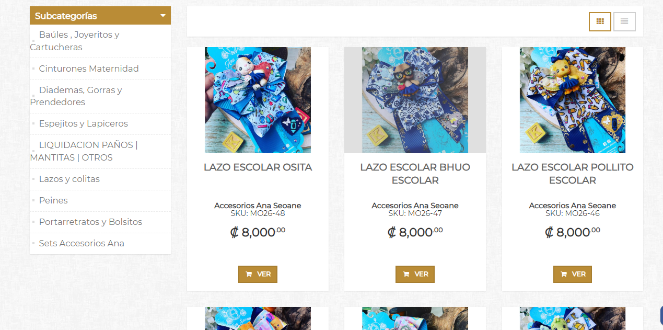 Subcategorías
Baúles , Joyeritos y
Cartucheras
Cinturones Maternidad
Diademas, Gorras y
Prendedores
Espejitos y Lapiceros
LIQUIDACION PAÑOS |
MANTITAS | OTROS
Lazos y colitas
Peines
Portarretratos y Bolsitos
Sets Accesorios Ana
LAZO ESCOLAR OSITA
Accesorios Ana Seoane
SKU: MO26-48
₡ 8,000.00
VER
LAZO ESCOLAR BHUO
ESCOLAR
Accesorios Ana Seoane
SKU: MO26-47
₡ 8,000.00
VER
LAZO ESCOLAR POLLITO
ESCOLAR
Accesorios Ana Seoane
SKU: MO26-46
₡ 8,000.00
VER